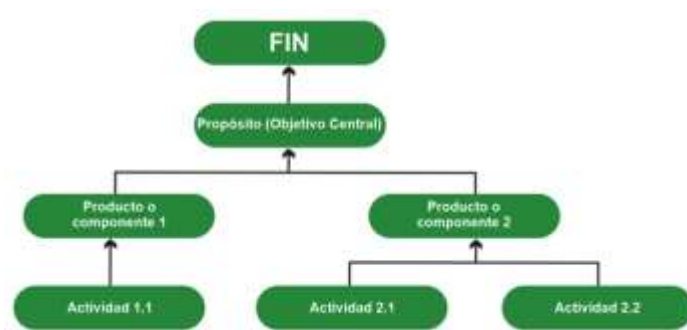 FIN
Propósito (Objetivo Central)
Producto o
componente 1
Producto o
componente 2
Actividad 1.1
Actividad 2.1
Actividad 2.2